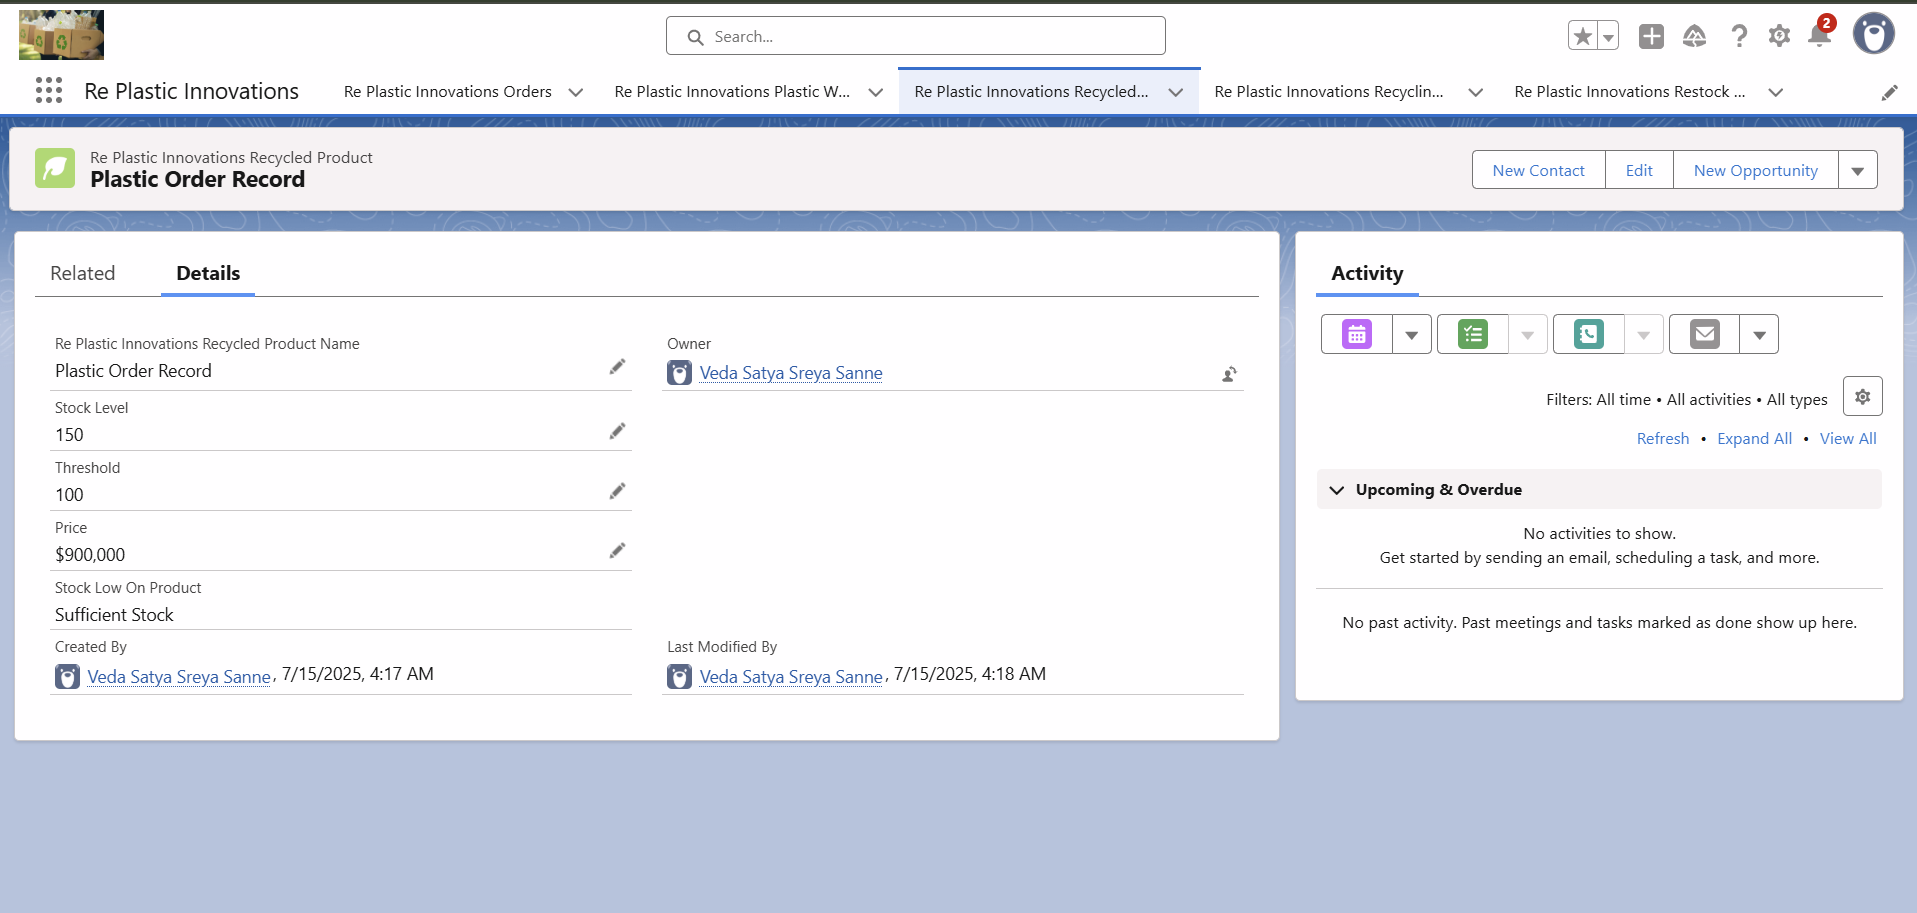 Search...
2
Re Plastic Innovations
Re Plastic Innovations Orders
Re Plastic Innovations Plastic W...
Re Plastic Innovations Recycled...
Re Plastic Innovations Recyclin...
Re Plastic Innovations Restock ...
Re Plastic Innovations Recycled Product
Plastic Order Record
New Contact
Edit
New Opportunity
Related
Details
Re Plastic Innovations Recycled Product Name
Plastic Order Record
Owner
Veda Satya Sreya Sanne
Stock Level
150
Threshold
100
Price
$900,000
Stock Low On Product
Sufficient Stock
Created By
Veda Satya Sreya Sanne, 7/15/2025, 4:17 AM
Last Modified By
Veda Satya Sreya Sanne, 7/15/2025, 4:18 AM
Activity
Filters: All time • All activities • All types
Refresh • Expand All • View All
Upcoming & Overdue
No activities to show.
Get started by sending an email, scheduling a task, and more.
No past activity. Past meetings and tasks marked as done show up here.